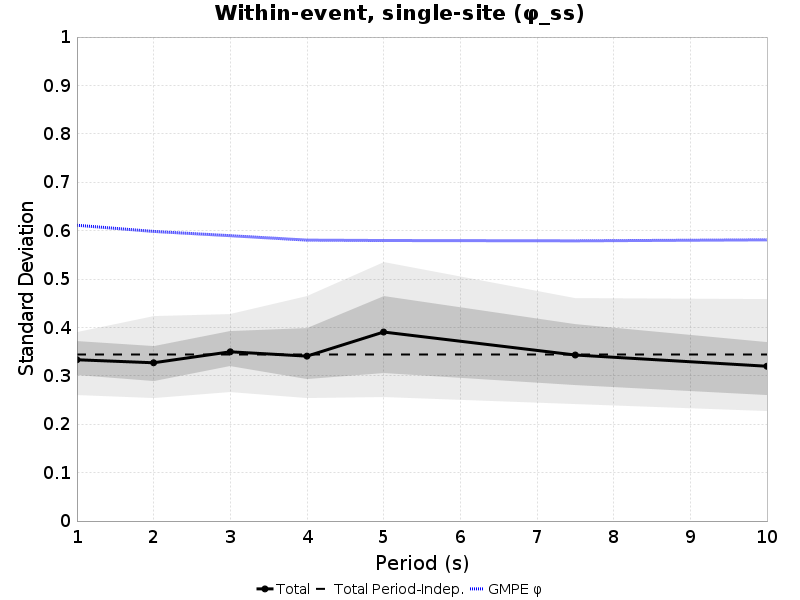 Within-event, single-site (φ_ss)
1
0.9
0.8
0.7
0.6
0.5
0.4
0.3
0.2
0.1
0
Standard Deviation
1 2 3 4 5 6 7 8 9 10
Period (s)
Total Total Period-Indep. GMPE φ